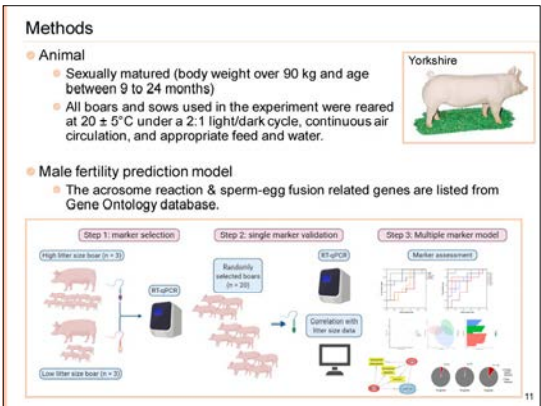 Methods
Animal
Sexually matured (body weight over 90 kg and age
between 9 to 24 months)
All boars and sows used in the experiment were reared
at 20 ± 5°C under a 2:1 light/dark cycle, continuous air
circulation, and appropriate feed and water.
Yorkshire
Male fertility prediction model
The acrosome reaction & sperm-egg fusion related genes are listed from
Gene Ontology database.
Step 1: marker selection
High litter size boar (n = 3)
RT-qPCR
Low litter size boar (n = 3)
Step 2: single marker validation
Randomly
selected boars
(n = 20)
RT-qPCR
Correlation with
litter size data
Step 3: Multiple marker model
Marker assessment
11